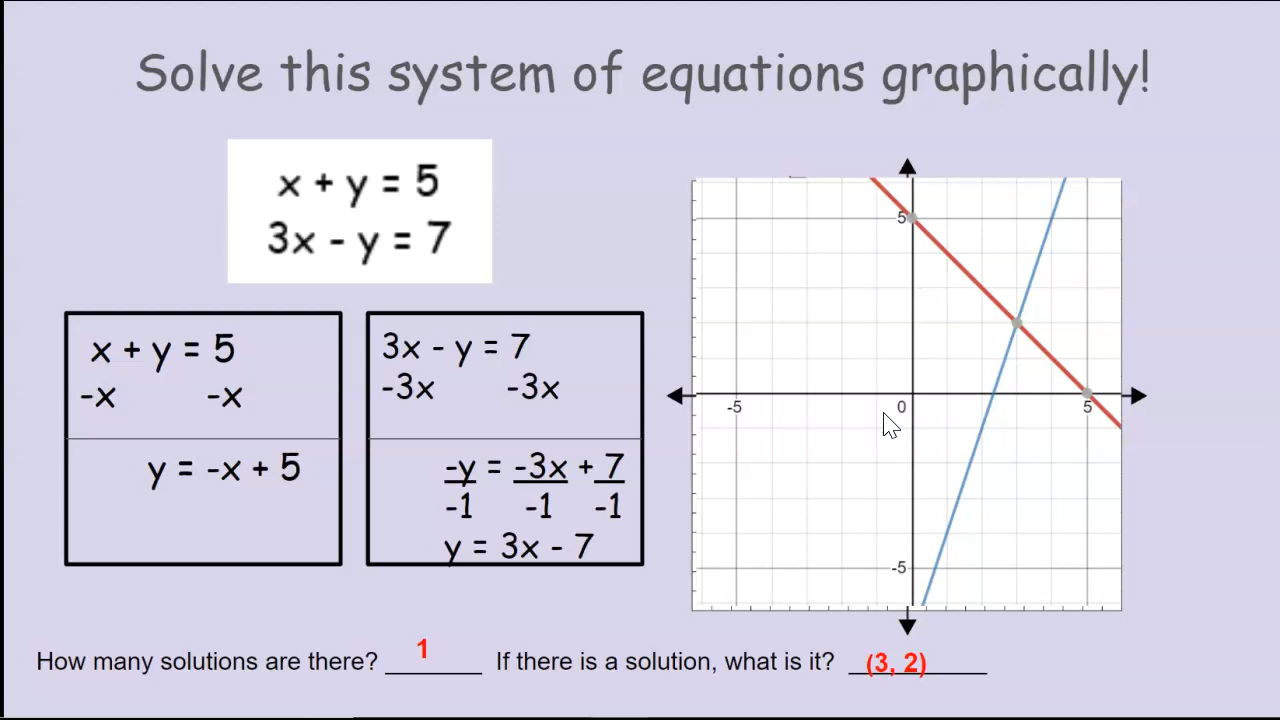 Solve this system of equations graphically!
x + y = 5
3x - y = 7
x + y = 5
-x -x
y = -x + 5
3x - y = 7
-3x -3x
-y = -3x + 7
-1 -1 -1
y = 3x - 7
5
-5 0 5
-5
How many solutions are there? 1 If there is a solution, what is it? (3, 2)